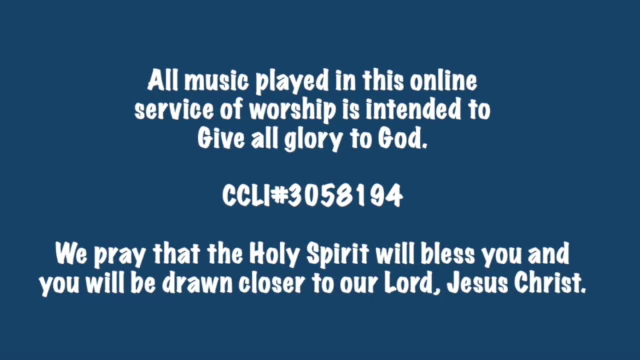 All music played in this online
service of worship is intended to
Give all glory to God.
CCLI#3058194
We pray that the Holy Spirit will bless you and
you will be drawn closer to our Lord, Jesus Christ.